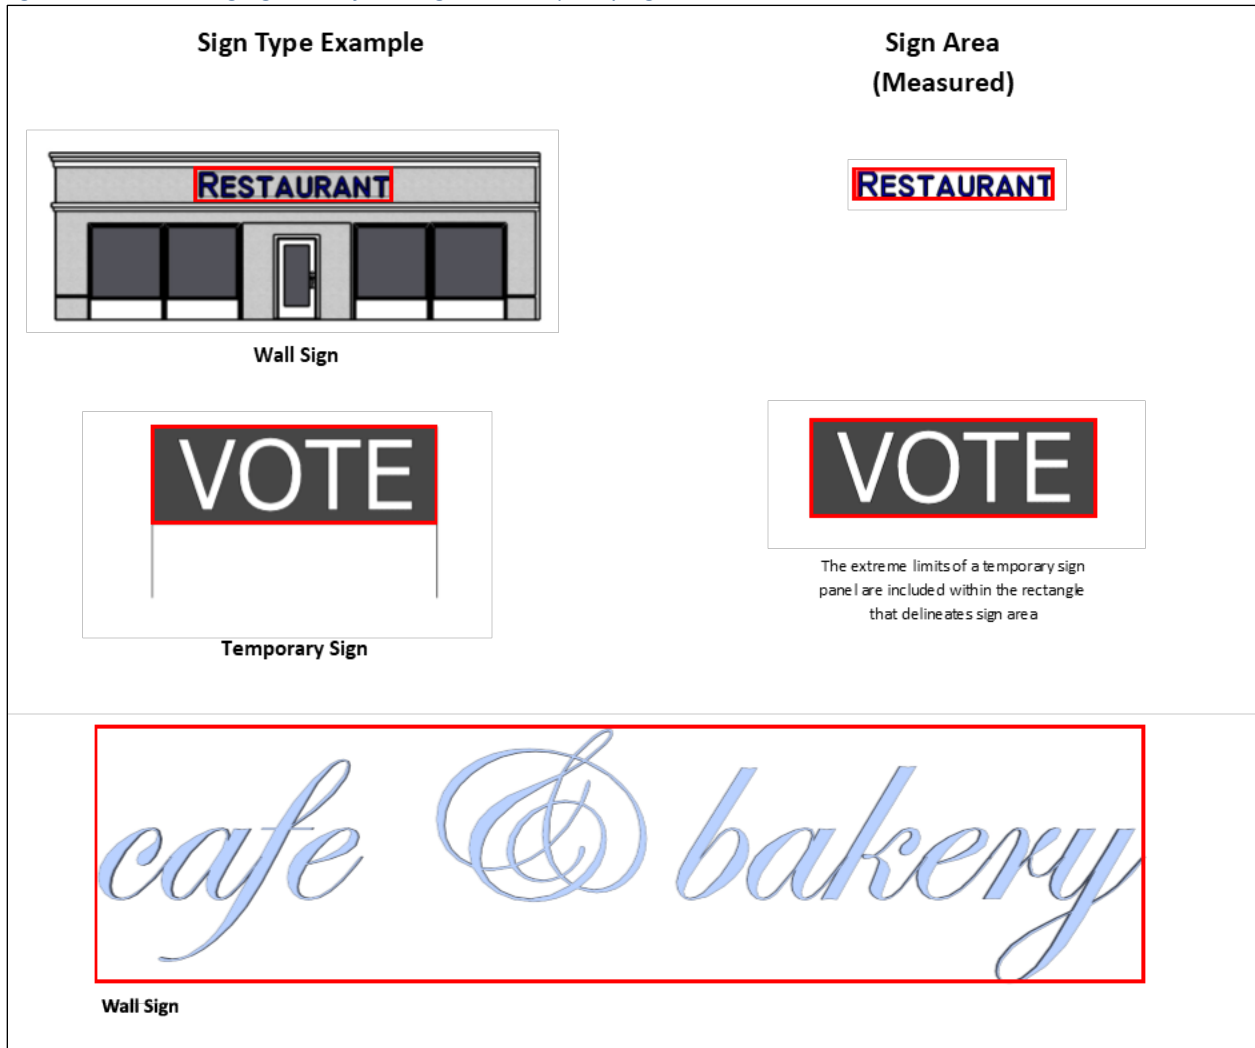 Sign Type Example
Sign Area
(Measured)
RESTAURANT
RESTAURANT
Wall Sign
VOTE
VOTE
The extreme limits of a temporary sign
panel are included within the rectangle
that delineates sign area
Temporary Sign
cafe & bakery
Wall Sign